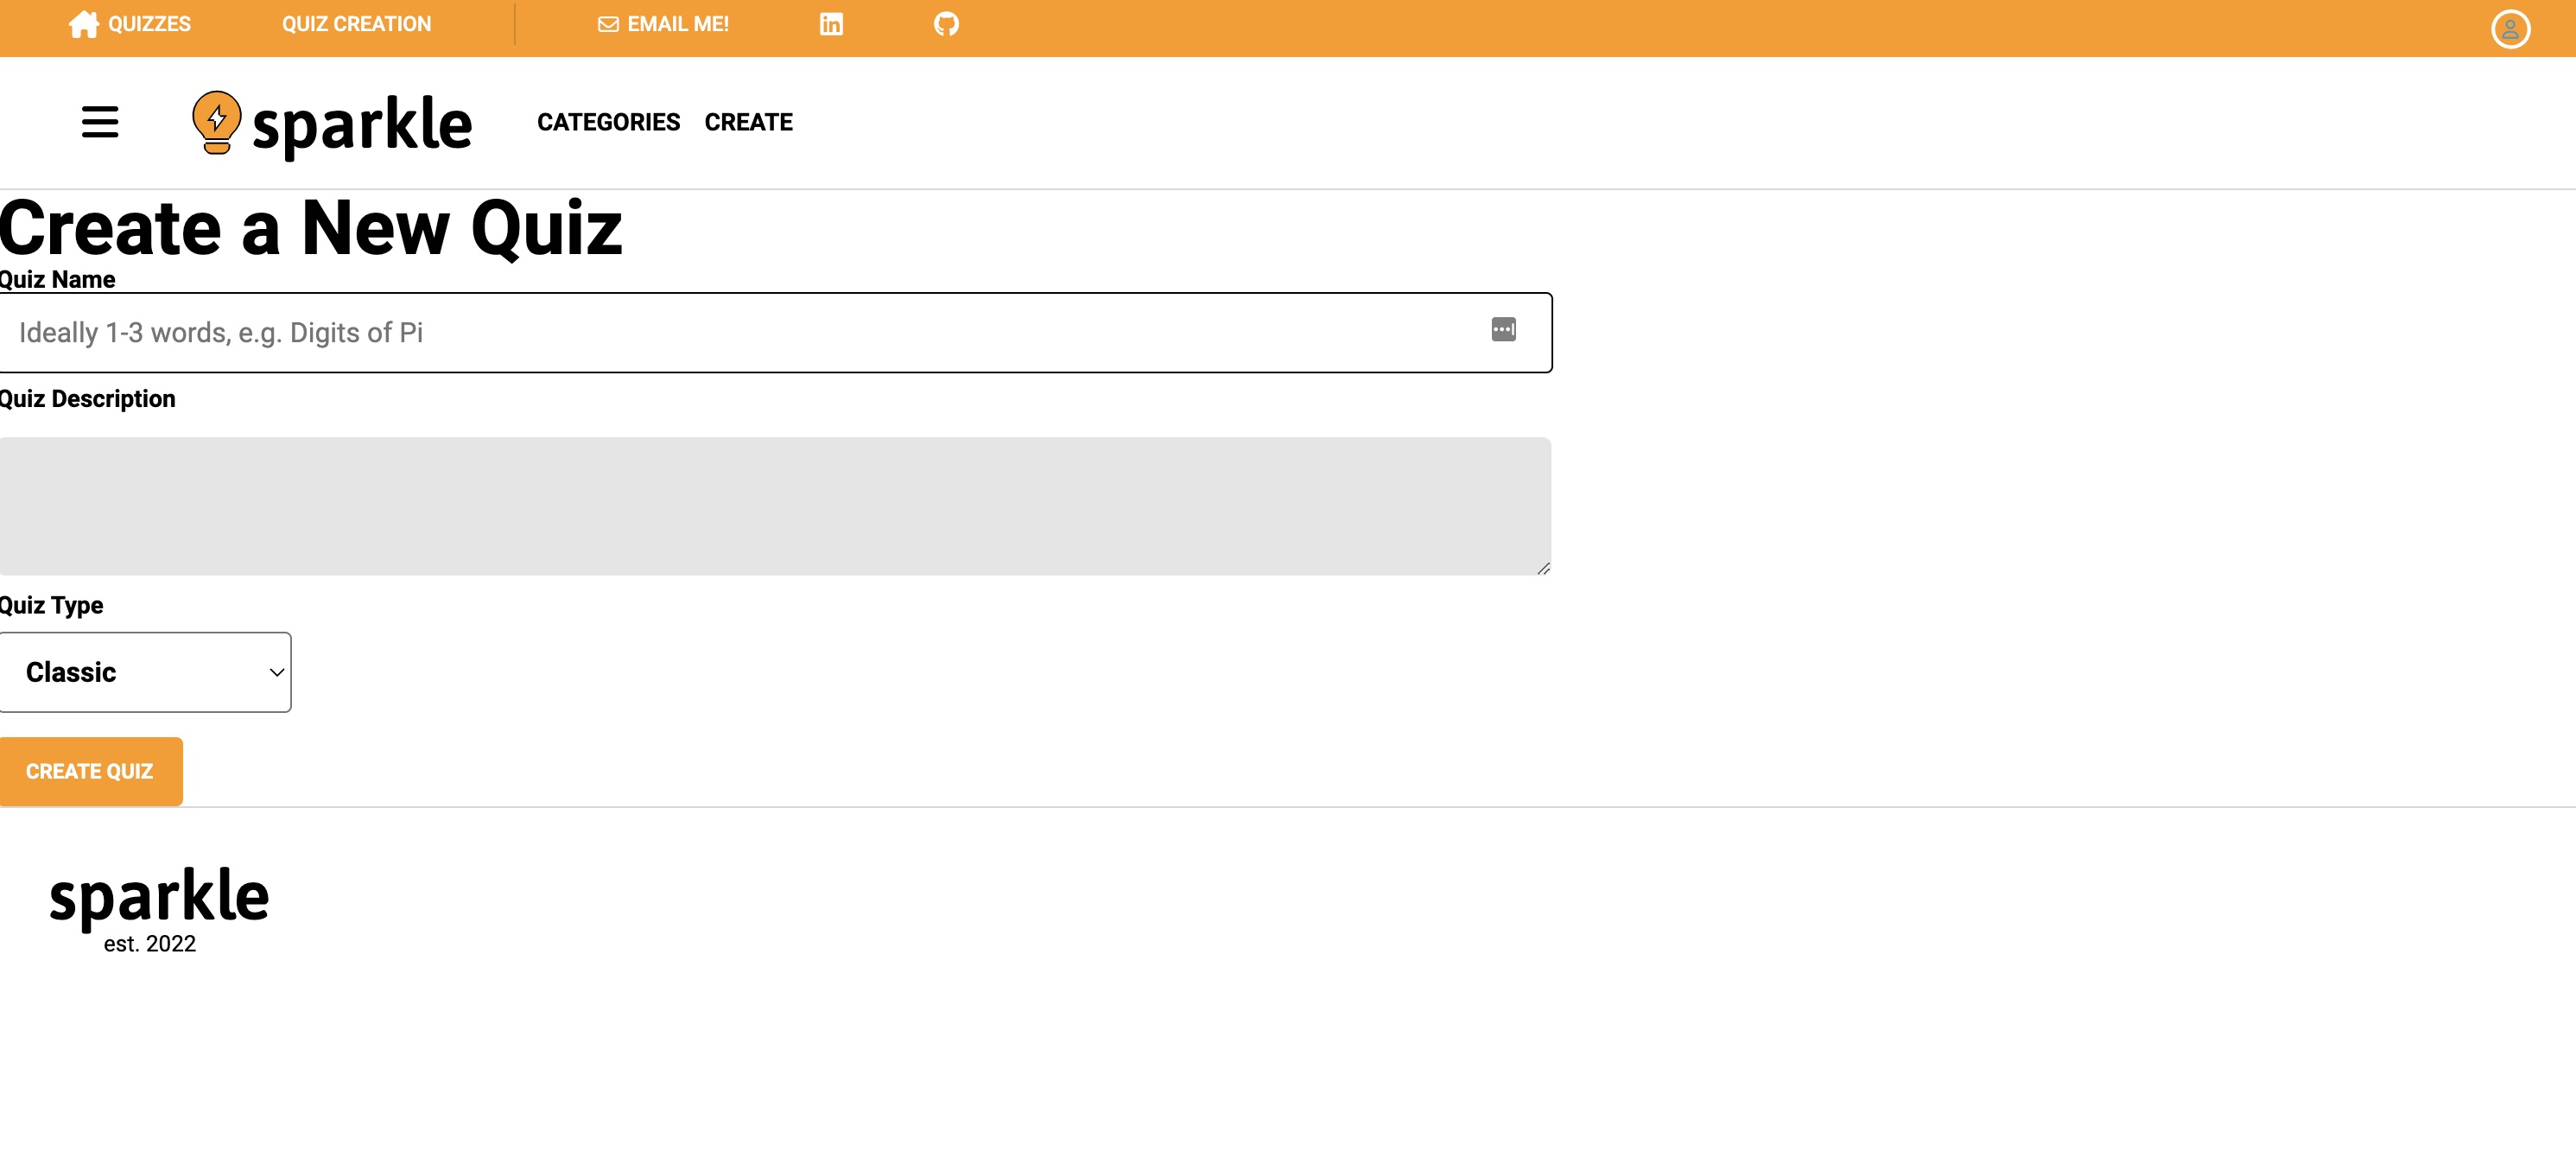 QUIZZES QUIZ CREATION EMAIL ME!
sparkle CATEGORIES CREATE
Create a New Quiz
Quiz Name
Ideally 1-3 words, e.g. Digits of Pi
Quiz Description
Quiz Type
Classic
CREATE QUIZ
sparkle
est. 2022